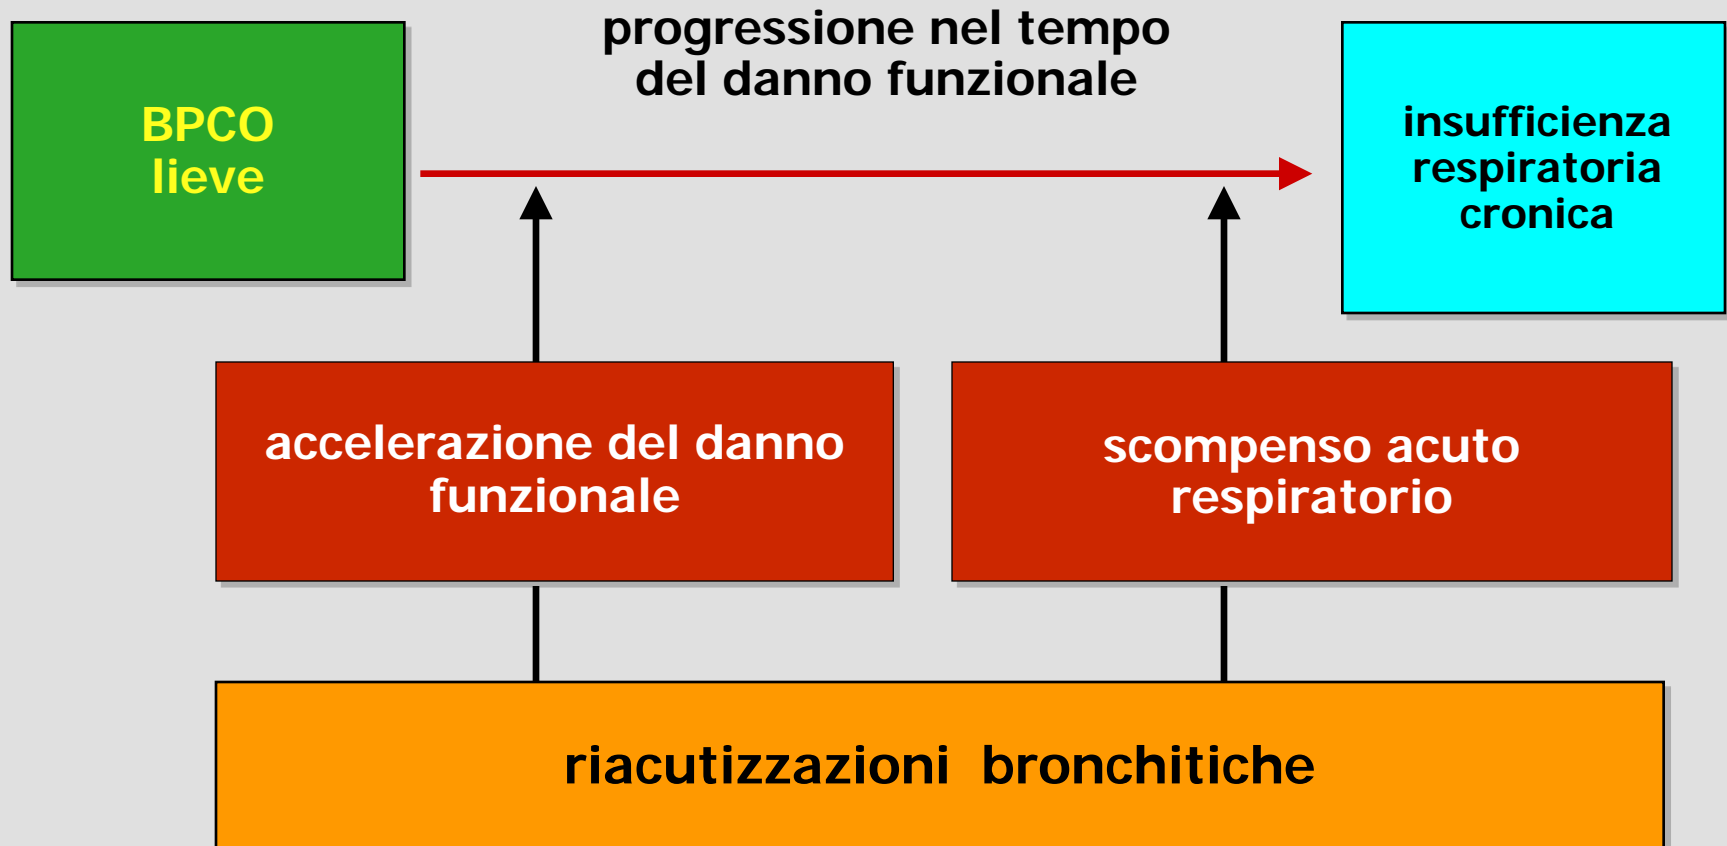 progressione nel tempo
del danno funzionale
BPCO
lieve
insufficienza
respiratoria
cronica
accelerazione del danno
funzionale
scompenso acuto
respiratorio
riacutizzazioni bronchitiche